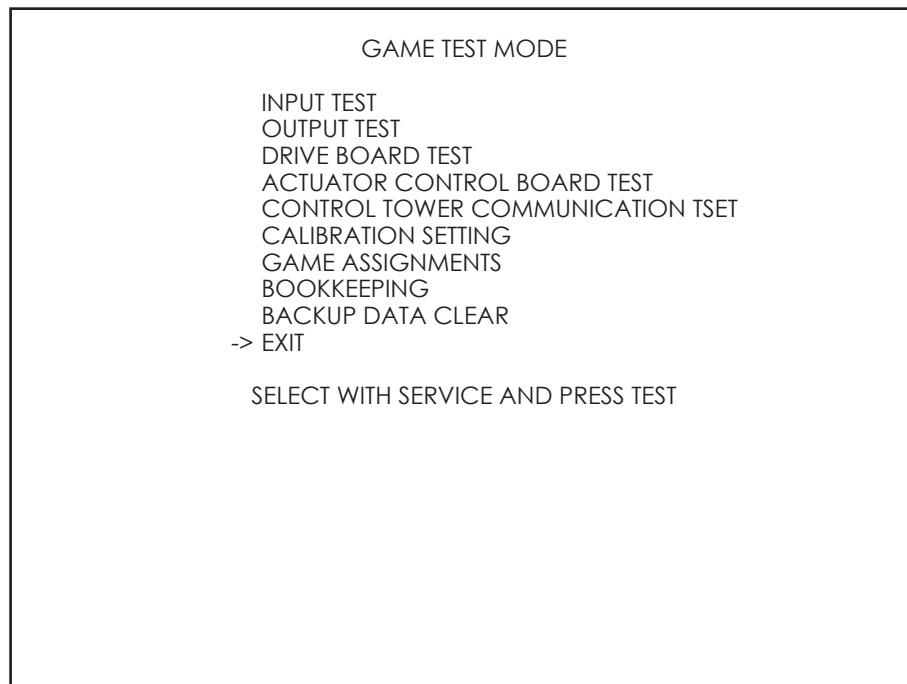 GAME TEST MODE
INPUT TEST
OUTPUT TEST
DRIVE BOARD TEST
ACTUATOR CONTROL BOARD TEST
CONTROL TOWER COMMUNICATION TSET
CALIBRATION SETTING
GAME ASSIGNMENTS
BOOKKEEPING
BACKUP DATA CLEAR
-> EXIT
SELECT WITH SERVICE AND PRESS TEST